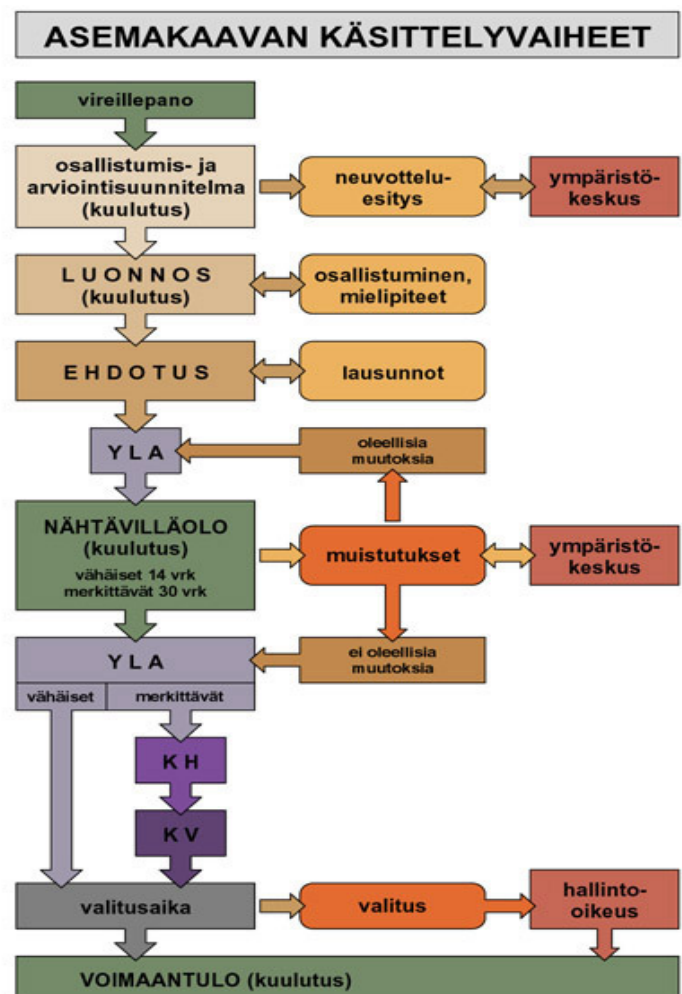 ASEMAKAAVAN KÄSITTELYVAIHEET
vireillepano
osallistumis- ja
arviointisuunnitelma
(kuulutus)
neuvottelu-
esitys
ympäristö-
keskus
L U O N N O S
(kuulutus)
osallistuminen,
mielipiteet
E H D O T U S
lausunnot
Y L A
oleellisia
muutoksia
NÄHTÄVILLÄOLO
(kuulutus)
vähäiset 14 vrk
merkittävät 30 vrk
muistutukset
ympäristö-
keskus
Y L A
ei oleellisia
muutoksia
vähäiset
merkittävät
K H
K V
valitusaika
valitus
hallinto-
oikeus
VOIMAANTULO (kuulutus)